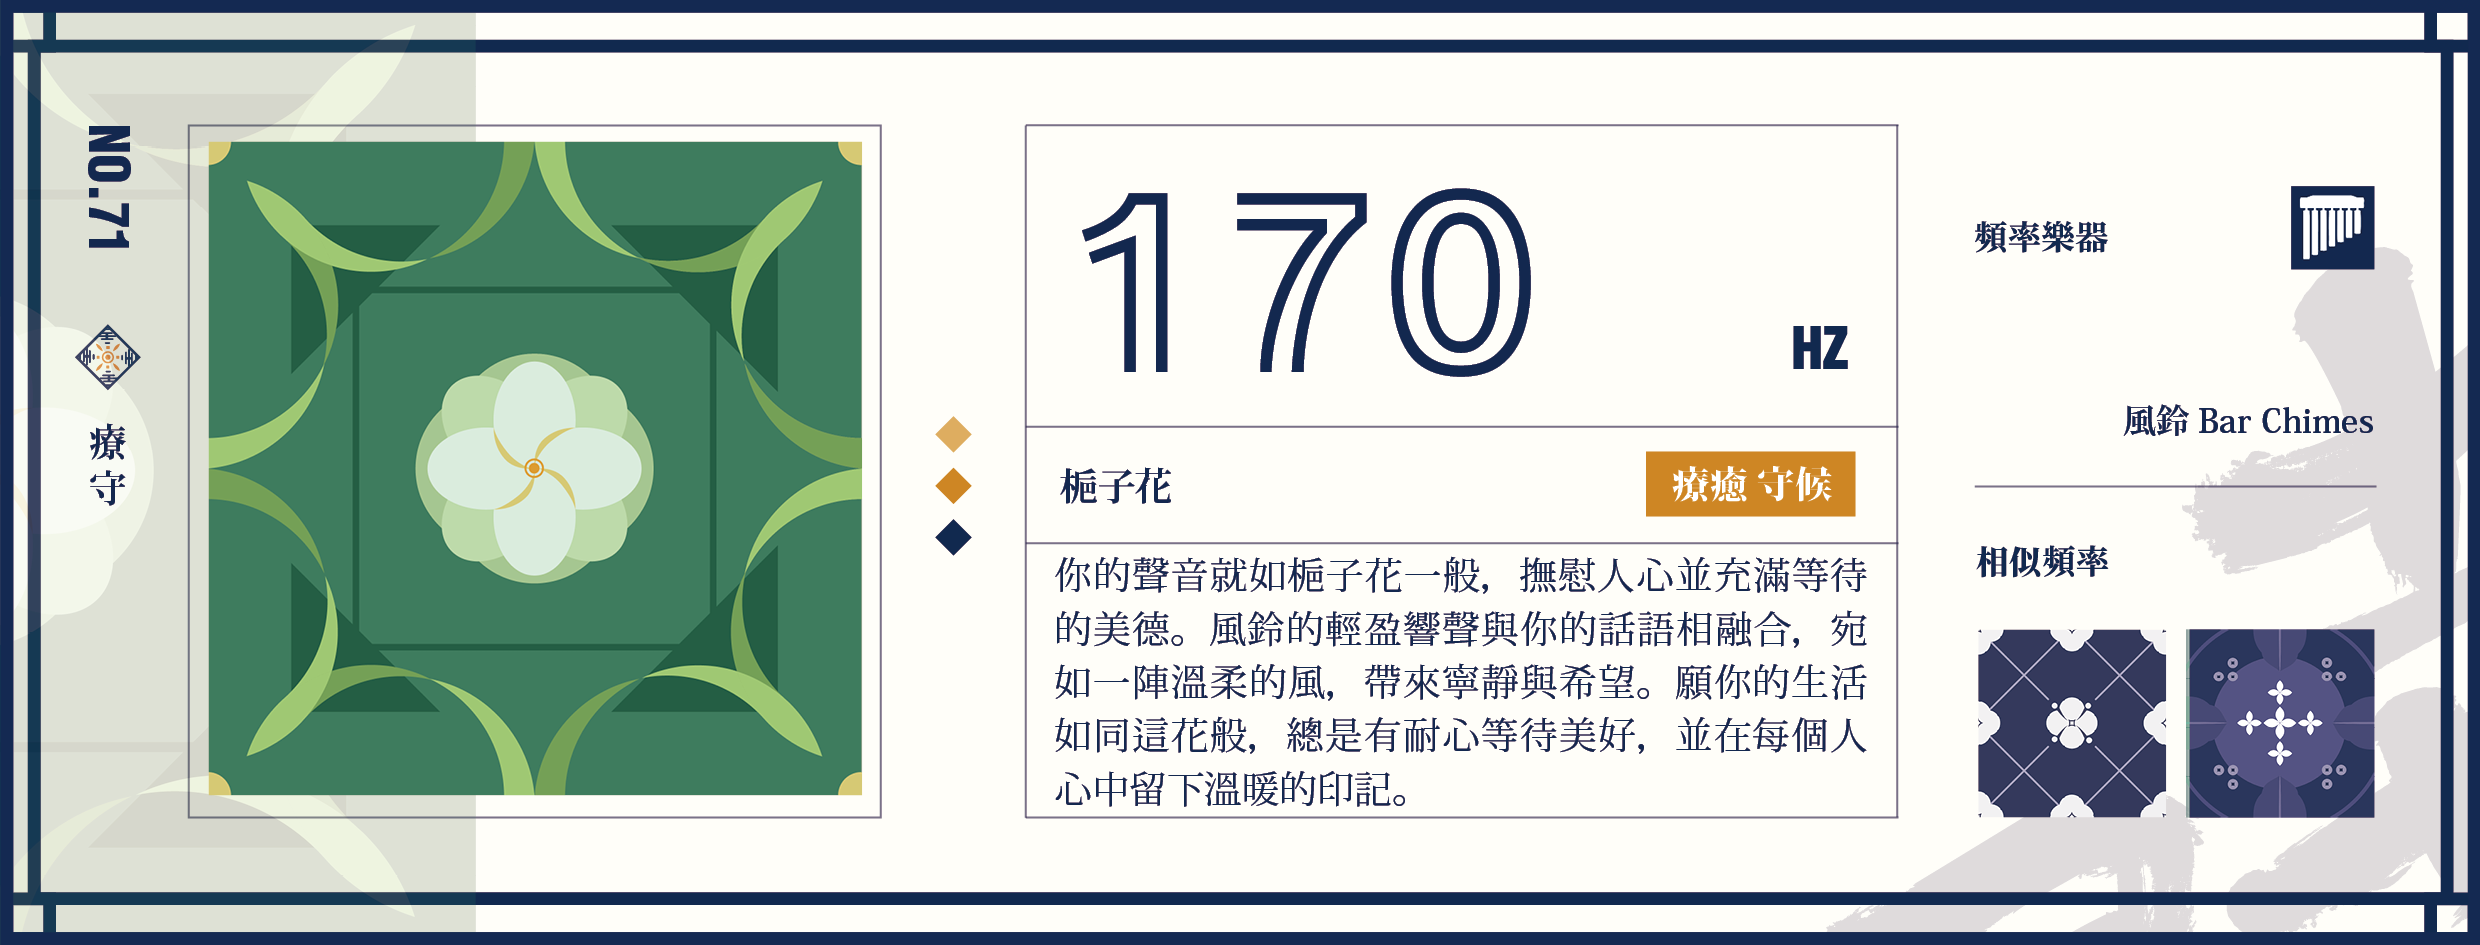 NO.71
療守
170
HZ
梔子花
療癒 守候
你的聲音就如梔子花一般，撫慰人心並充滿等待
的美德。風鈴的輕盈響聲與你的話語相融合，宛
如一陣溫柔的風，帶來寧靜與希望。願你的生活
如同這花般，總是有耐心等待美好，並在每個人
心中留下溫暖的印記。
頻率樂器
風鈴 Bar Chimes
相似頻率